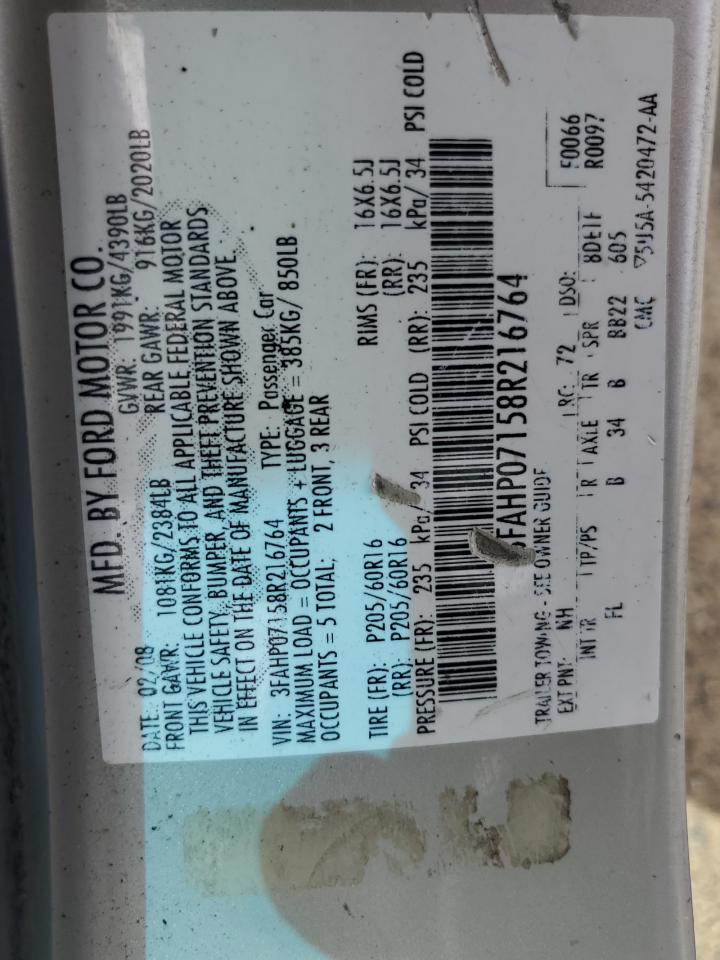 MFD. BY FORD MOTOR CO.
DATE: 02/08 GVWR: 1991KG/4390LB
FRONT GAWR: 1081KG/2384LB REAR GAWR: 916KG/2020LB
THIS VEHICLE CONFORMS TO ALL APPLICABLE FEDERAL MOTOR
VEHICLE SAFETY, BUMPER, AND THEFT PREVENTION STANDARDS
IN EFFECT ON THE DATE OF MANUFACTURE SHOWN ABOVE.
VIN: 3FAHP07158R216764 TYPE: Passenger Car
MAXIMUM LOAD = OCCUPANTS + LUGGAGE = 385KG/ 850LB
OCCUPANTS = 5 TOTAL: 2 FRONT, 3 REAR
TIRE (FR): P205/60R16 RIMS (FR): 16X6.5J
(RR): P205/60R16 (RR): 16X6.5J
PRESSURE (FR): 235 kPa/ 34 PSI COLD (RR): 235 kPa/ 34 PSI COLD
3FAHP07158R216764
TRAILER TOWING - SEE OWNER GUIDE F0066
EXT PNT: NH RC: 72 DSO: R0097
INT TR TP/PS R AXLE TR SPR 8DE1F
FL B 34 B BB22 605
CMC 5U5A-5420472-AA